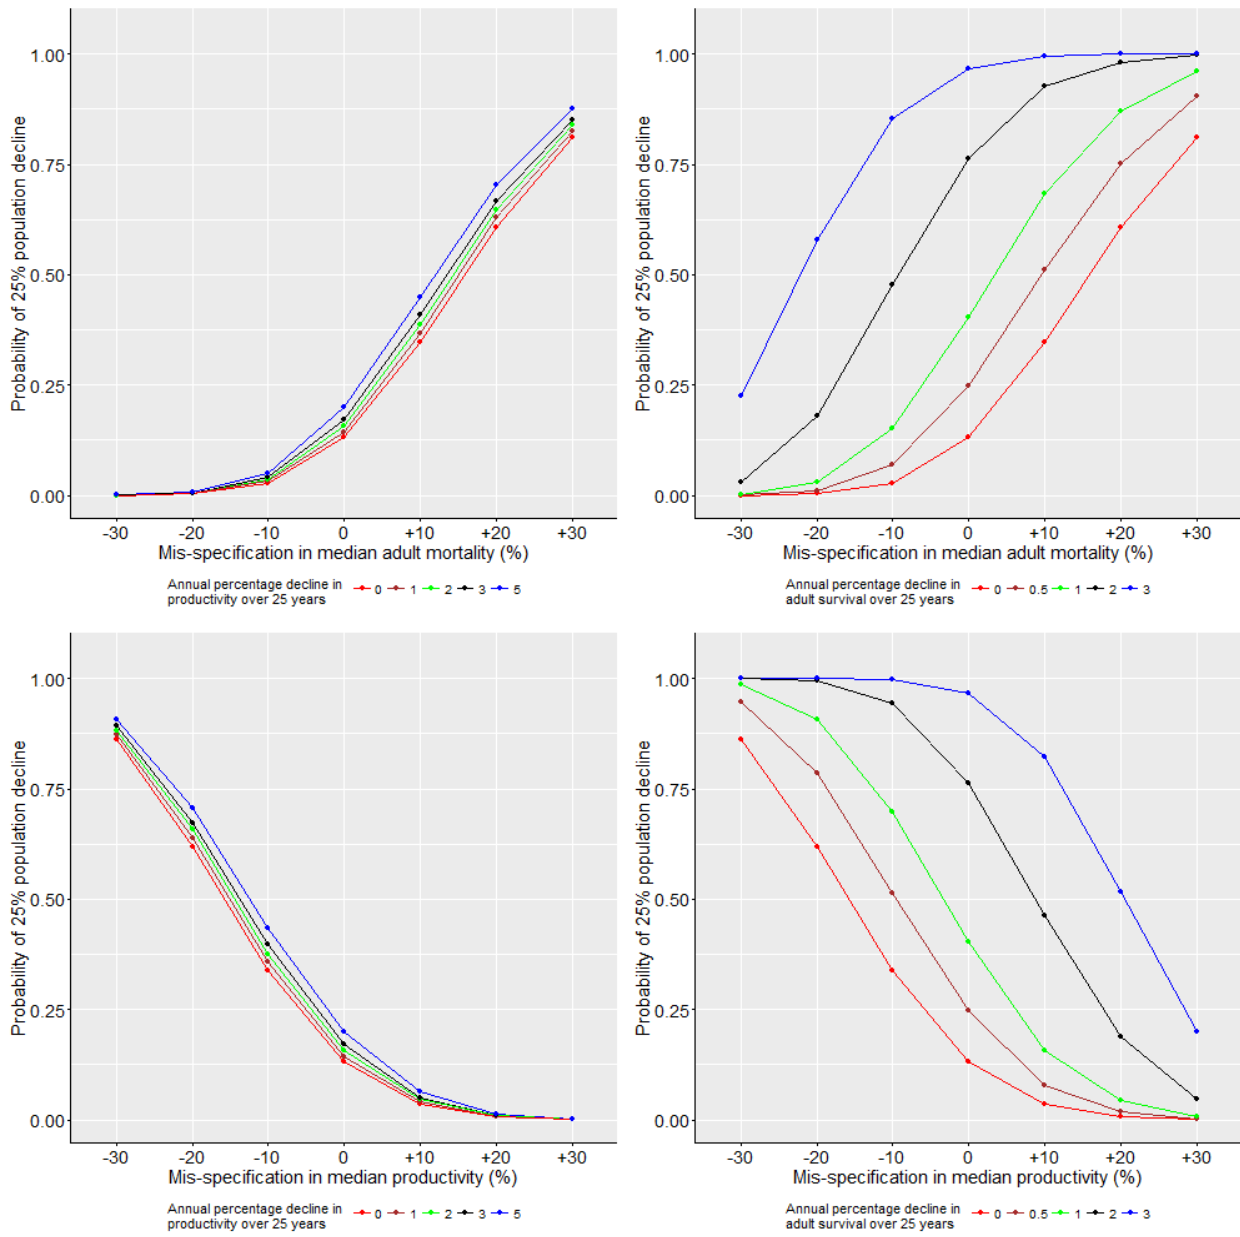 Probability of 25% population decline
1.00
0.75
0.50
0.25
0.00
-30 -20 -10 0 +10 +20 +30
Mis-specification in median adult mortality (%)
Annual percentage decline in
productivity over 25 years
0 1 2 3 5
Probability of 25% population decline
1.00
0.75
0.50
0.25
0.00
-30 -20 -10 0 +10 +20 +30
Mis-specification in median adult mortality (%)
Annual percentage decline in
adult survival over 25 years
0 0.5 1 2 3
Probability of 25% population decline
1.00
0.75
0.50
0.25
0.00
-30 -20 -10 0 +10 +20 +30
Mis-specification in median productivity (%)
Annual percentage decline in
productivity over 25 years
0 1 2 3 5
Probability of 25% population decline
1.00
0.75
0.50
0.25
0.00
-30 -20 -10 0 +10 +20 +30
Mis-specification in median productivity (%)
Annual percentage decline in
adult survival over 25 years
0 0.5 1 2 3